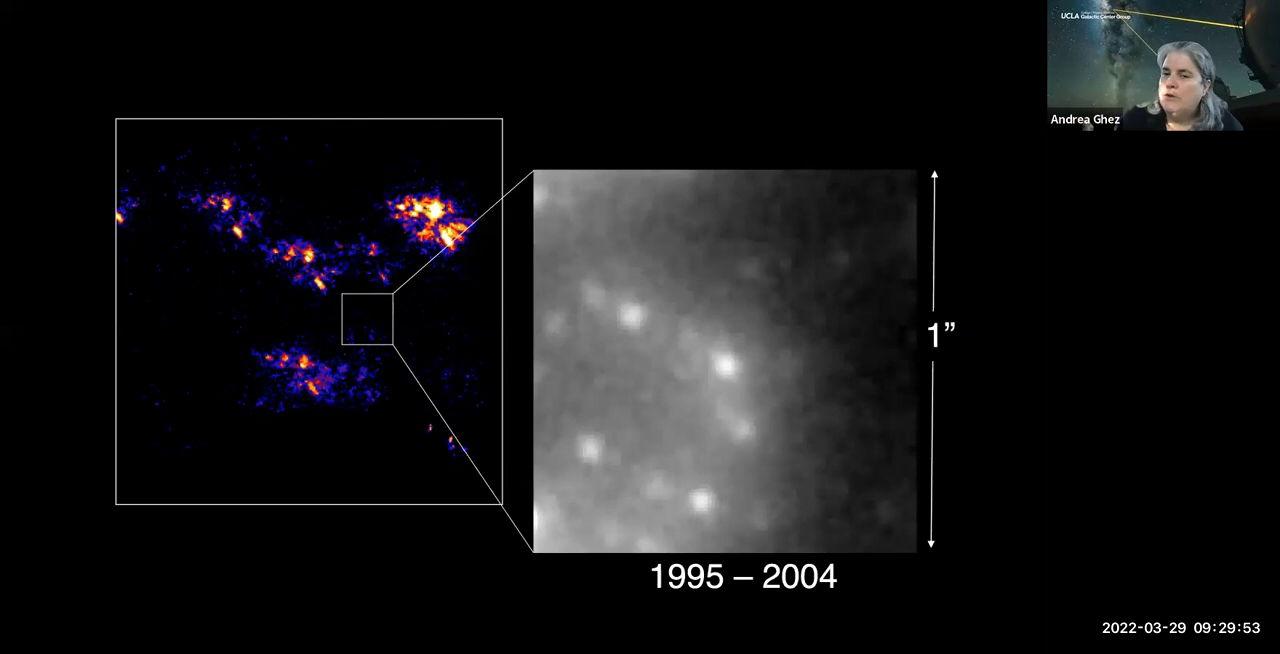 UCLA Galactic Center Group
Andrea Ghez
1”
1995 – 2004
2022-03-29 09:29:53